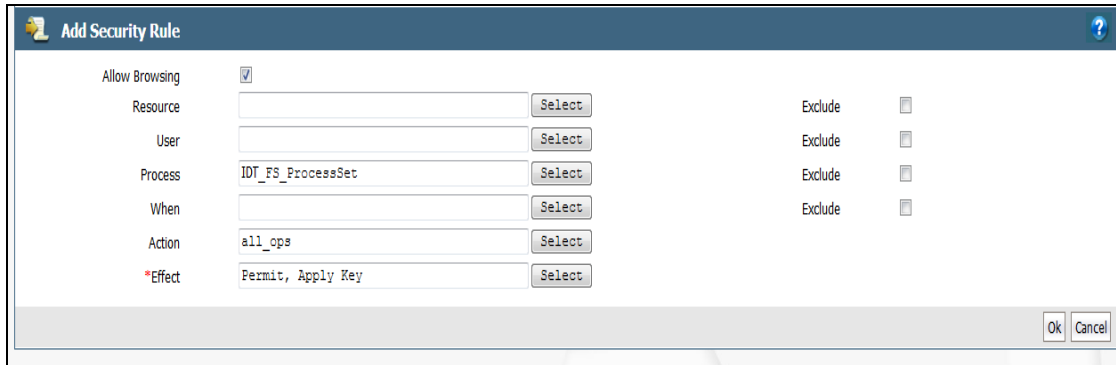 Add Security Rule ?
Allow Browsing
Resource Select Exclude
User Select Exclude
Process IDT_FS_ProcessSet Select Exclude
When Select Exclude
Action all_ops Select
*Effect Permit, Apply Key Select
Ok Cancel